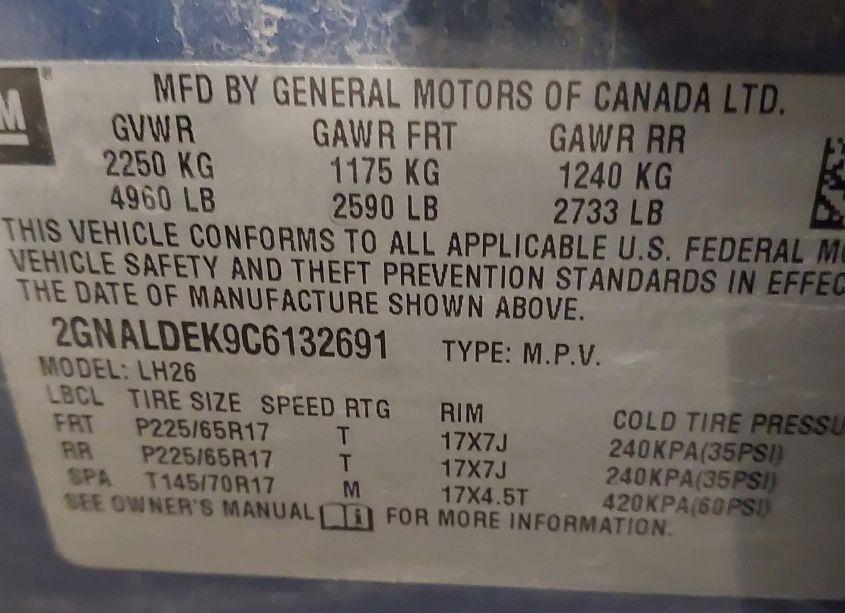 M ®
MFD BY GENERAL MOTORS OF CANADA LTD.
GVWR GAWR FRT GAWR RR
2250 KG 1175 KG 1240 KG
4960 LB 2590 LB 2733 LB
THIS VEHICLE CONFORMS TO ALL APPLICABLE U.S. FEDERAL MO
VEHICLE SAFETY AND THEFT PREVENTION STANDARDS IN EFFEC
THE DATE OF MANUFACTURE SHOWN ABOVE.
2GNALDEK9C6132691 TYPE: M.P.V.
MODEL: LH26
LBCL TIRE SIZE SPEED RTG RIM COLD TIRE PRESSU
FRT P225/65R17 T 17X7J 240KPA(35PSI)
RR P225/65R17 T 17X7J 240KPA(35PSI)
SPA T145/70R17 M 17X4.5T 420KPA(60PSI)
SEE OWNER'S MANUAL i FOR MORE INFORMATION.